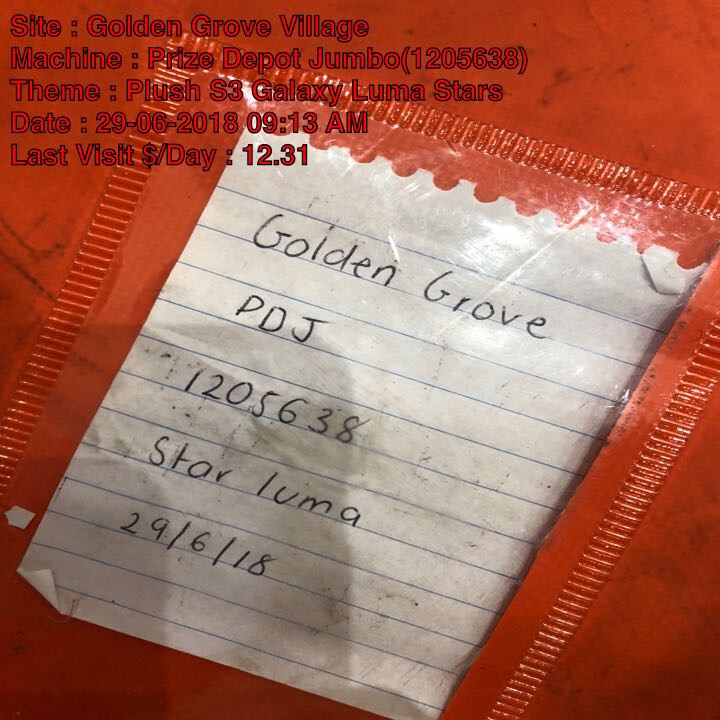 Site : Golden Grove Village
Machine : Prize Depot Jumbo(1205638)
Theme : Plush S3 Galaxy Luma Stars
Date : 29-06-2018 09:13 AM
Last Visit $/Day : 12.31
Golden Grove
PDJ
1205638
Star luma
29/6/18